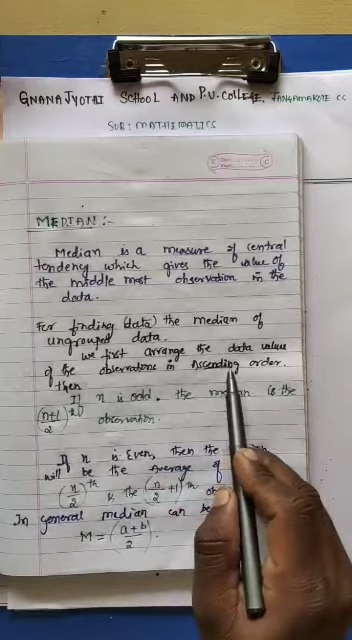 GNANAJYOTHI SCHOOL AND P.U. COLLEGE, JANGAMAKOTE CS
SUB: MATHEMATICS
MEDIAN:-
Median is a measure of central
tendency which gives the value of
the middle most observation in the
data.
For finding (data) the median of
ungrouped data.
we first arrange the data values
of the observations in Ascending order.
then
If n is odd. the is the
(n+1/2)th observation.
If n is Even, then the
will be the Average of
(n/2)th & the (n/2 +1)th
In general median can be
M = (a+b/2).